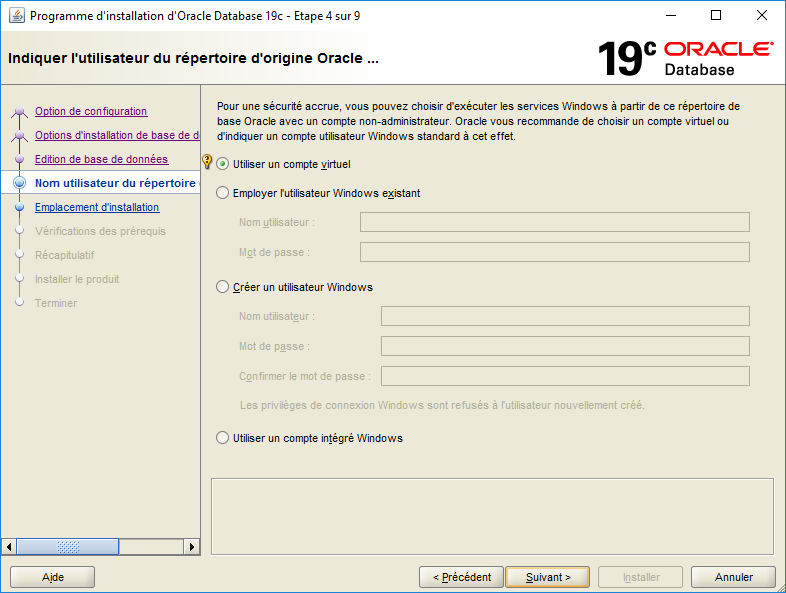 Programme d'installation d'Oracle Database 19c - Etape 4 sur 9
Indiquer l'utilisateur du répertoire d'origine Oracle ...
19c ORACLE
Database
Option de configuration
Options d'installation de base de d
Edition de base de données
Nom utilisateur du répertoire
Emplacement d'installation
Vérifications des prérequis
Récapitulatif
Installer le produit
Terminer
Pour une sécurité accrue, vous pouvez choisir d'exécuter les services Windows à partir de ce répertoire de
base Oracle avec un compte non-administrateur. Oracle vous recommande de choisir un compte virtuel ou
d'indiquer un compte utilisateur Windows standard à cet effet.
Utiliser un compte virtuel
Employer l'utilisateur Windows existant
Nom utilisateur :
Mot de passe :
Créer un utilisateur Windows
Nom utilisateur :
Mot de passe :
Confirmer le mot de passe :
Les privilèges de connexion Windows sont refusés à l'utilisateur nouvellement créé.
Utiliser un compte intégré Windows
Aide
< Précédent
Suivant >
Installer
Annuler